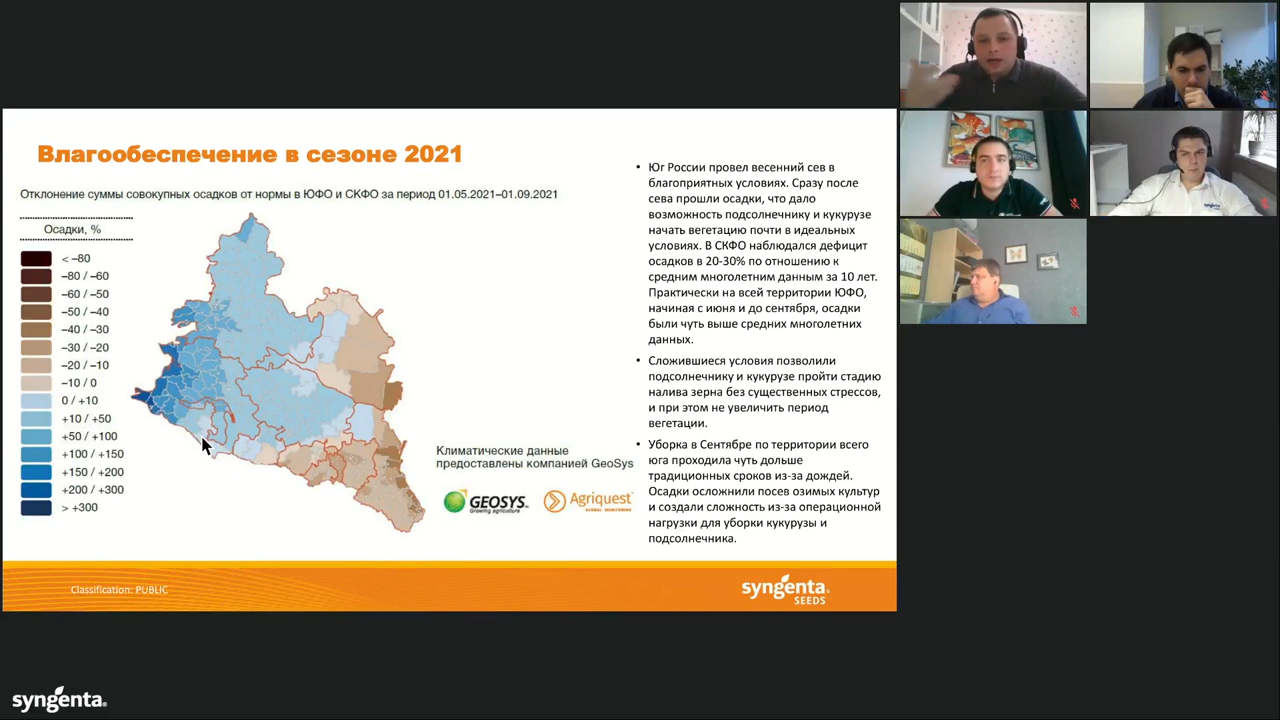 Влагообеспечение в сезоне 2021
Отклонение суммы совокупных осадков от нормы в ЮФО и СКФО за период 01.05.2021–01.09.2021
Осадки, %
< –80
–80 / –60
–60 / –50
–50 / –40
–40 / –30
–30 / –20
–20 / –10
–10 / 0
0 / +10
+10 / +50
+50 / +100
+100 / +150
+150 / +200
+200 / +300
> +300
Климатические данные
предоставлены компанией GeoSys
GEOSYS
Growing agriculture
Agriquest
GLOBAL MONITORING
• Юг России провел весенний сев в
благоприятных условиях. Сразу после
сева прошли осадки, что дало
возможность подсолнечнику и кукурузе
начать вегетацию почти в идеальных
условиях. В СКФО наблюдался дефицит
осадков в 20-30% по отношению к
средним многолетним данным за 10 лет.
Практически на всей территории ЮФО,
начиная с июня и до сентября, осадки
были чуть выше средних многолетних
данных.
• Сложившиеся условия позволили
подсолнечнику и кукурузе пройти стадию
налива зерна без существенных стрессов,
и при этом не увеличить период
вегетации.
• Уборка в Сентябре по территории всего
юга проходила чуть дольше
традиционных сроков из-за дождей.
Осадки осложнили посев озимых культур
и создали сложность из-за операционной
нагрузки для уборки кукурузы и
подсолнечника.
Classification: PUBLIC
syngenta
SEEDS
syngenta